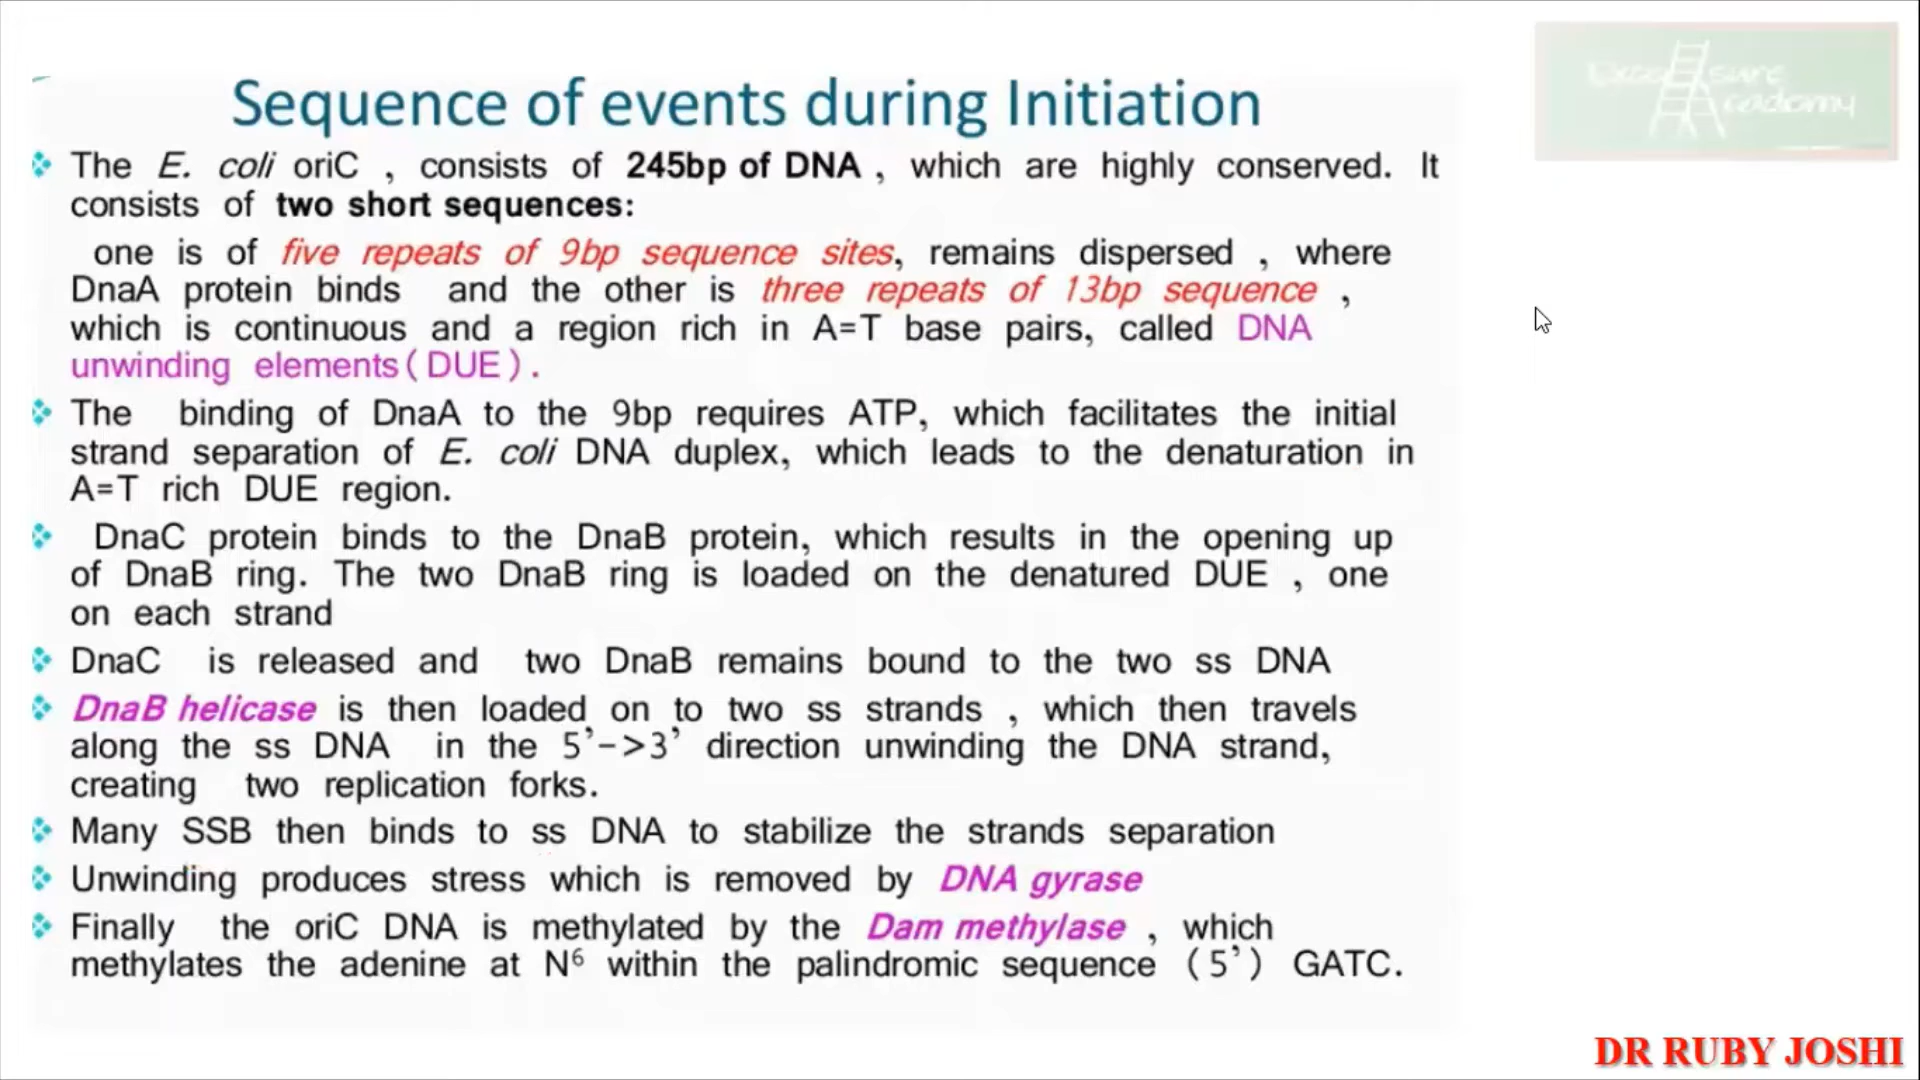 Sequence of events during Initiation
The E. coli oriC , consists of 245bp of DNA , which are highly conserved. It
consists of two short sequences:
one is of five repeats of 9bp sequence sites, remains dispersed , where
DnaA protein binds and the other is three repeats of 13bp sequence ,
which is continuous and a region rich in A=T base pairs, called DNA
unwinding elements(DUE).
The binding of DnaA to the 9bp requires ATP, which facilitates the initial
strand separation of E. coli DNA duplex, which leads to the denaturation in
A=T rich DUE region.
DnaC protein binds to the DnaB protein, which results in the opening up
of DnaB ring. The two DnaB ring is loaded on the denatured DUE , one
on each strand
DnaC is released and two DnaB remains bound to the two ss DNA
DnaB helicase is then loaded on to two ss strands , which then travels
along the ss DNA in the 5’->3’ direction unwinding the DNA strand,
creating two replication forks.
Many SSB then binds to ss DNA to stabilize the strands separation
Unwinding produces stress which is removed by DNA gyrase
Finally the oriC DNA is methylated by the Dam methylase , which
methylates the adenine at N⁶ within the palindromic sequence (5’) GATC.
DR RUBY JOSHI